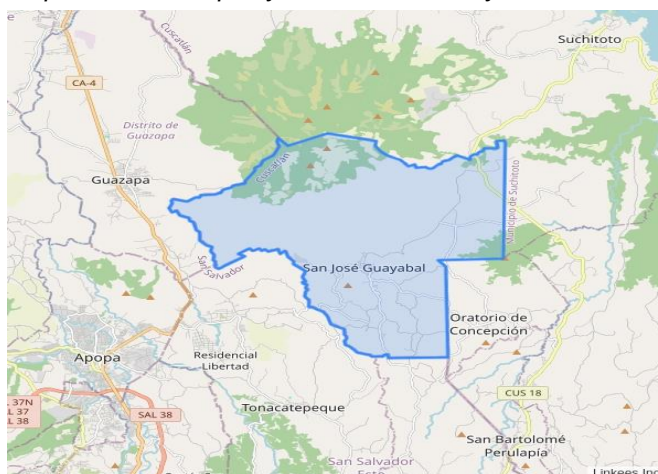 Cuscatlán
Suchitoto
CA-4
Distrito de
Guazapa
Guazapa
Cuscatlán
Municipio de Suchitoto
San Salvador
San José Guayabal
Oratorio de
Concepción
Apopa
Residencial
Libertad
37N
SAL 37
SAL 38
SAL 38
Tonacatepeque
CUS 18
San Bartolomé
Perulapía
San Salvador